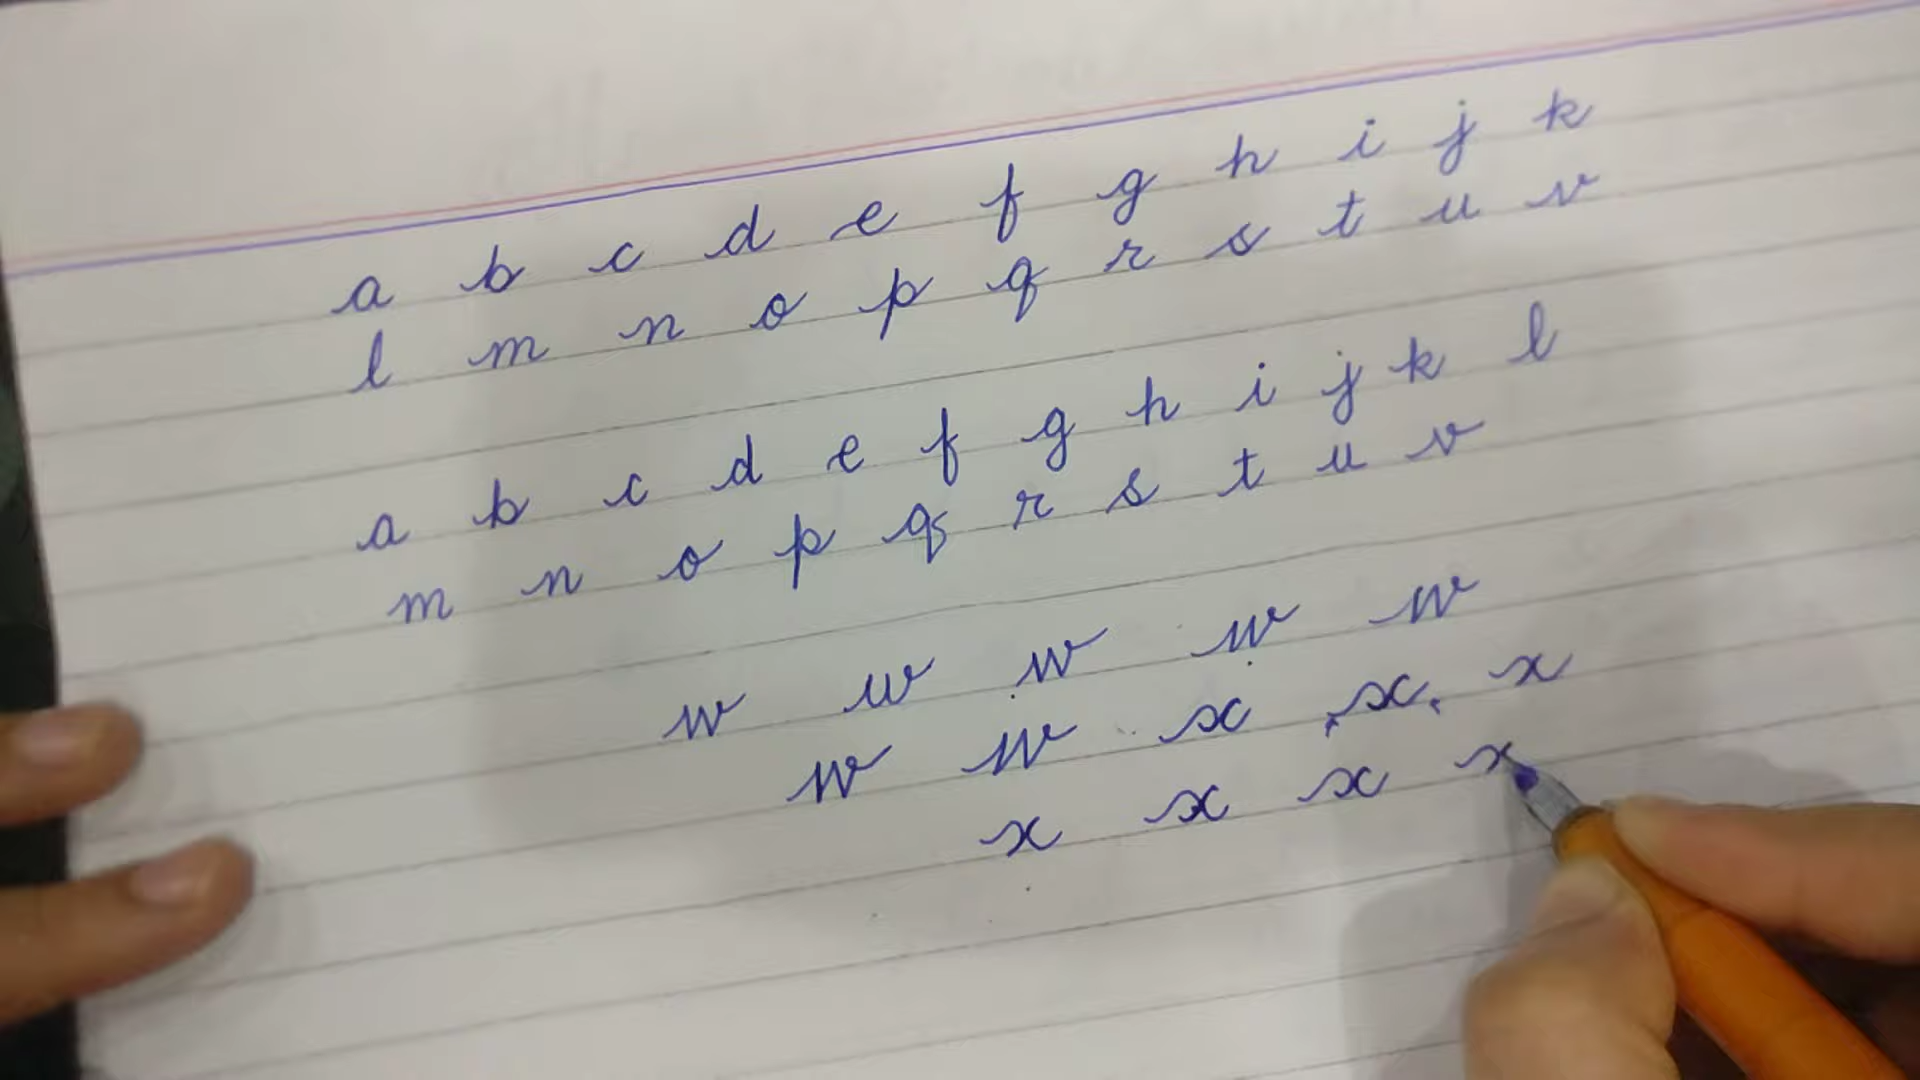 a b c d e f g h i j k
l m n o p q r s t u v
a b c d e f g h i j k l
m n o p q r s t u v
w w w w w
w w x x x
x x x x